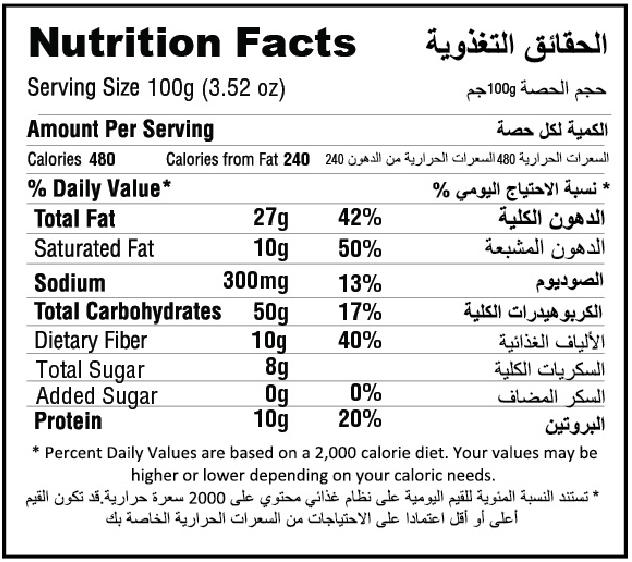 Nutrition Facts الحقائق التغذوية
Serving Size 100g (3.52 oz) حجم الحصة 100gجم
Amount Per Serving الكمية لكل حصة
Calories 480 Calories from Fat 240 السعرات الحرارية 480 السعرات الحرارية من الدهون 240
% Daily Value* * نسبة الاحتياج اليومي %
Total Fat 27g 42% الدهون الكلية
Saturated Fat 10g 50% الدهون المشبعة
Sodium 300mg 13% الصوديوم
Total Carbohydrates 50g 17% الكربوهيدرات الكلية
Dietary Fiber 10g 40% الألياف الغذائية
Total Sugar 8g السكريات الكلية
Added Sugar 0g 0% السكر المضاف
Protein 10g 20% البروتين
* Percent Daily Values are based on a 2,000 calorie diet. Your values may be
higher or lower depending on your caloric needs.
* تستند النسبة المئوية للقيم اليومية على نظام غذائي محتوي على 2000 سعرة حرارية.قد تكون القيم
أعلى أو أقل اعتمادا على الاحتياجات من السعرات الحرارية الخاصة بك